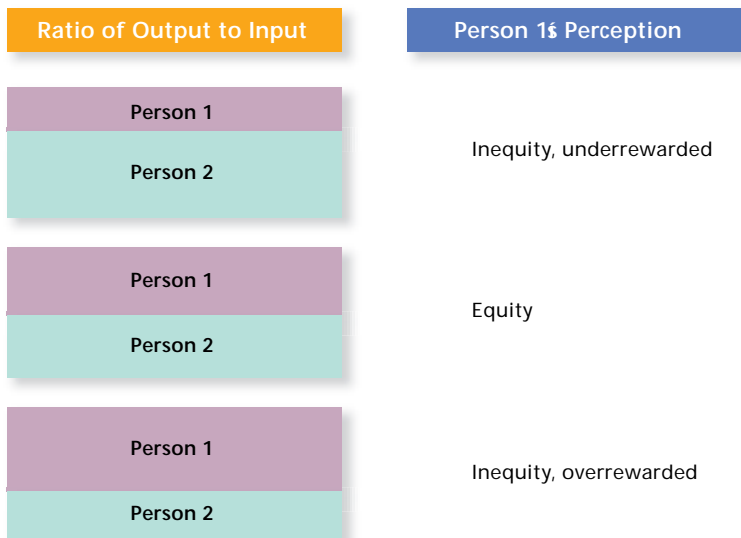 Ratio of Output to Input
Person 1's Perception
Person 1
Person 2
Inequity, underrewarded
Person 1
Person 2
Equity
Person 1
Person 2
Inequity, overrewarded